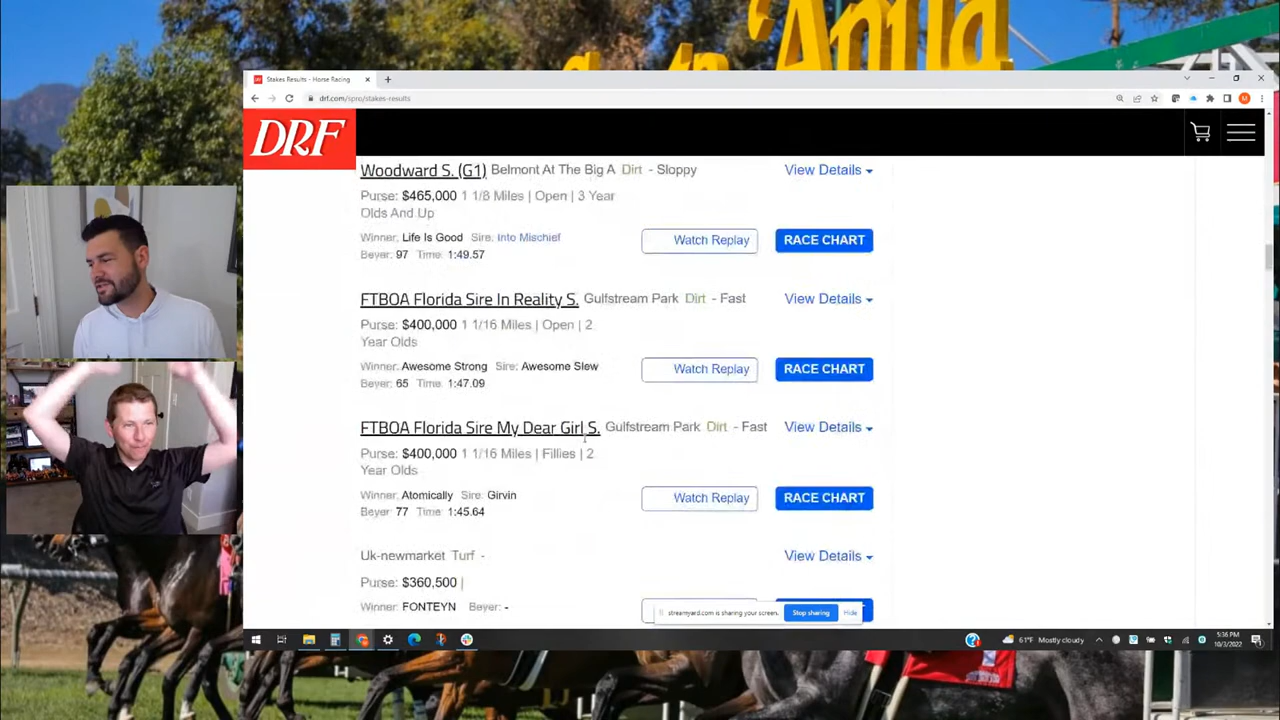 Santa Anita
Stakes Results - Horse Racing
drf.com/spro/stakes-results
M
DRF
Woodward S. (G1) Belmont At The Big A Dirt - Sloppy View Details
Purse: $465,000 1 1/8 Miles | Open | 3 Year
Olds And Up
Winner: Life Is Good Sire: Into Mischief Watch Replay RACE CHART
Beyer: 97 Time: 1:49.57
FTBOA Florida Sire In Reality S. Gulfstream Park Dirt - Fast View Details
Purse: $400,000 1 1/16 Miles | Open | 2
Year Olds
Winner: Awesome Strong Sire: Awesome Slew Watch Replay RACE CHART
Beyer: 65 Time: 1:47.09
FTBOA Florida Sire My Dear Girl S. Gulfstream Park Dirt - Fast View Details
Purse: $400,000 1 1/16 Miles | Fillies | 2
Year Olds
Winner: Atomically Sire: Girvin Watch Replay RACE CHART
Beyer: 77 Time: 1:45.64
Uk-newmarket Turf - View Details
Purse: $360,500 |
Winner: FONTEYN Beyer: -
streamyard.com is sharing your screen. Stop sharing Hide
61°F Mostly cloudy 5:36 PM
10/3/2022